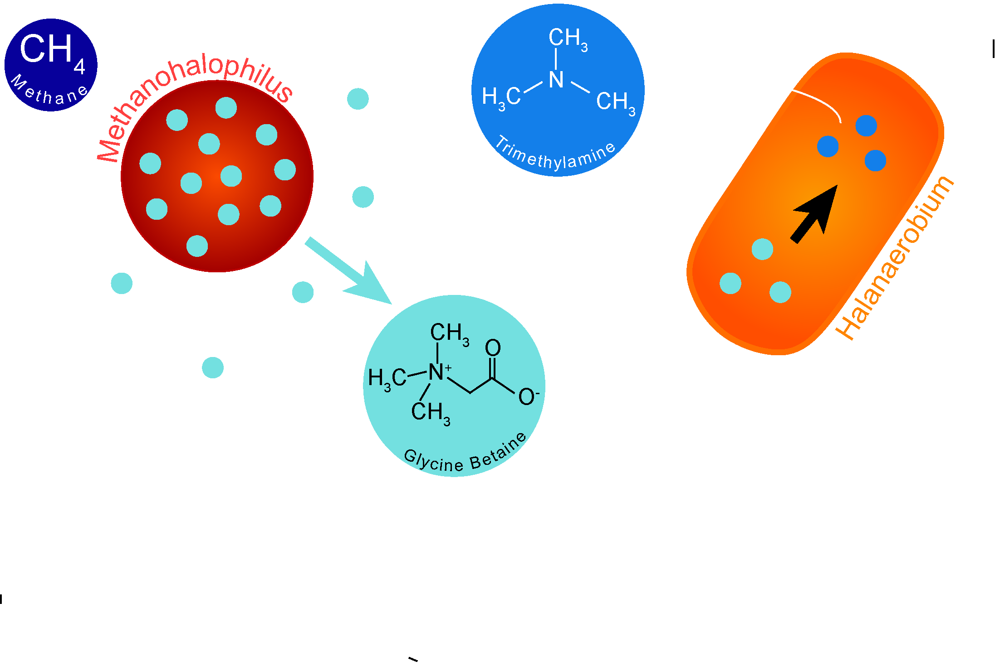 CH4
Methane
Methanohalophilus
CH3
N
H3C
CH3
Trimethylamine
Halanaerobium
CH3
O
H3C
N+
O-
CH3
Glycine Betaine